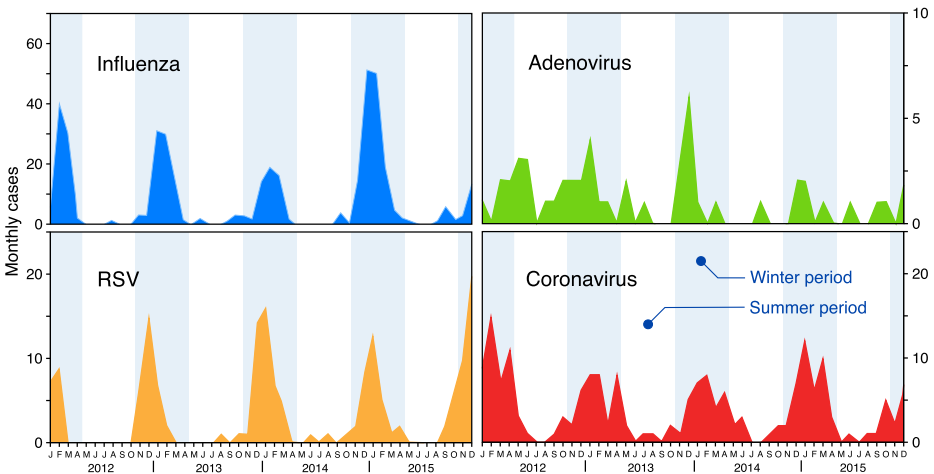 Influenza
Adenovirus
Monthly cases
60
40
20
0
10
5
0
RSV
Coronavirus
Winter period
Summer period
20
10
0
20
10
0
J F M A M J J A S O N D J F M A M J J A S O N D J F M A M J J A S O N D J F M A M J J A S O N D
2012 2013 2014 2015
J F M A M J J A S O N D J F M A M J J A S O N D J F M A M J J A S O N D J F M A M J J A S O N D
2012 2013 2014 2015